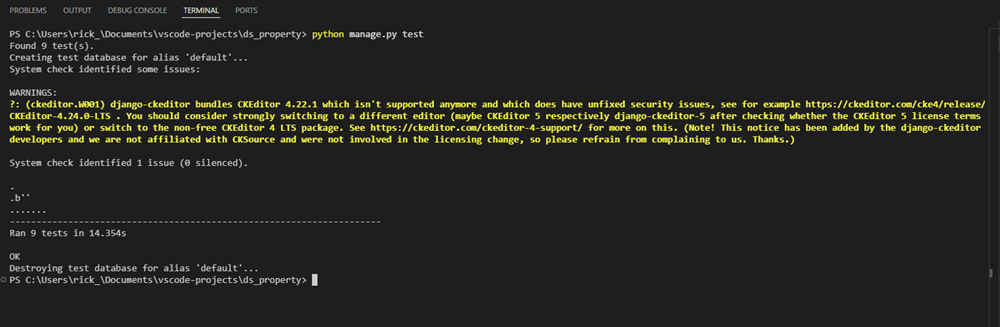 PROBLEMS OUTPUT DEBUG CONSOLE TERMINAL PORTS
PS C:\Users\rick_\Documents\vscode-projects\ds_property> python manage.py test
Found 9 test(s).
Creating test database for alias 'default'...
System check identified some issues:
WARNINGS:
?: (ckeditor.W001) django-ckeditor bundles CKEditor 4.22.1 which isn't supported anymore and which does have unfixed security issues, see for example https://ckeditor.com/cke4/release/
CKEditor-4.24.0-LTS . You should consider strongly switching to a different editor (maybe CKEditor 5 respectively django-ckeditor-5 after checking whether the CKEditor 5 license terms
work for you) or switch to the non-free CKEditor 4 LTS package. See https://ckeditor.com/ckeditor-4-support/ for more on this. (Note! This notice has been added by the django-ckeditor
developers and we are not affiliated with CKSource and were not involved in the licensing change, so please refrain from complaining to us. Thanks.)
System check identified 1 issue (0 silenced).
.
.b''
.......
----------------------------------------------------------------------
Ran 9 tests in 14.354s
OK
Destroying test database for alias 'default'...
PS C:\Users\rick_\Documents\vscode-projects\ds_property>